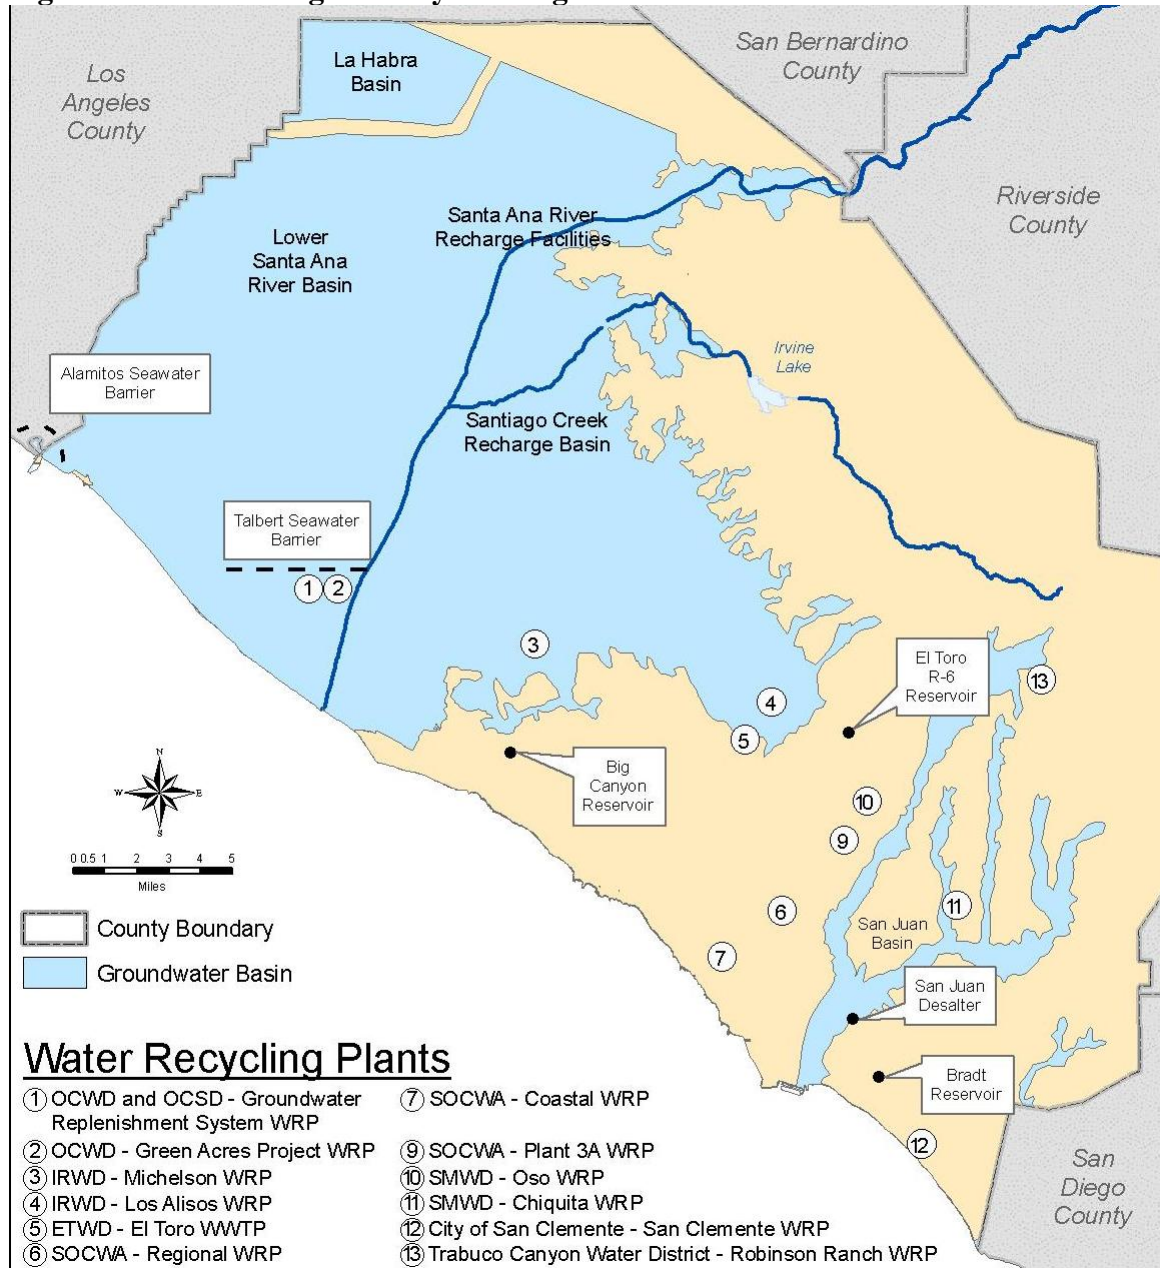 Los
Angeles
County
La Habra
Basin
San Bernardino
County
Riverside
County
Santa Ana River
Recharge Facilities
Lower
Santa Ana
River Basin
Irvine
Lake
Alamitos Seawater
Barrier
Santiago Creek
Recharge Basin
Talbert Seawater
Barrier
1
2
3
4
5
El Toro
R-6
Reservoir
13
Big
Canyon
Reservoir
10
9
6
11
7
San Juan
Basin
San Juan
Desalter
Bradt
Reservoir
12
San
Diego
County
N
W E
S
0 0.5 1 2 3 4 5
Miles
County Boundary
Groundwater Basin
Water Recycling Plants
1 OCWD and OCSD - Groundwater
Replenishment System WRP
2 OCWD - Green Acres Project WRP
3 IRWD - Michelson WRP
4 IRWD - Los Alisos WRP
5 ETWD - El Toro WWTP
6 SOCWA - Regional WRP
7 SOCWA - Coastal WRP
9 SOCWA - Plant 3A WRP
10 SMWD - Oso WRP
11 SMWD - Chiquita WRP
12 City of San Clemente - San Clemente WRP
13 Trabuco Canyon Water District - Robinson Ranch WRP